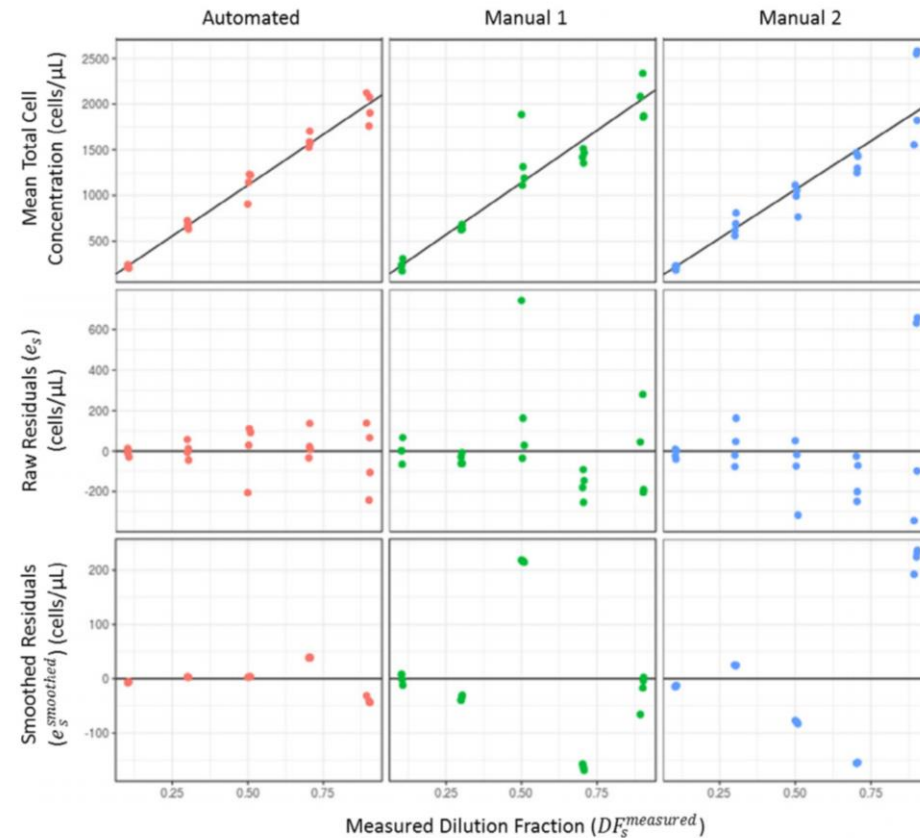 Automated Manual 1 Manual 2
Mean Total Cell
Concentration (cells/μL)
2500
2000
1500
1000
500
Raw Residuals (e_s)
(cells/μL)
600
400
200
0
-200
Smoothed Residuals
(e_s^smoothed) (cells/μL)
200
100
0
-100
0.25 0.50 0.75 0.25 0.50 0.75 0.25 0.50 0.75
Measured Dilution Fraction (DF_s^measured)